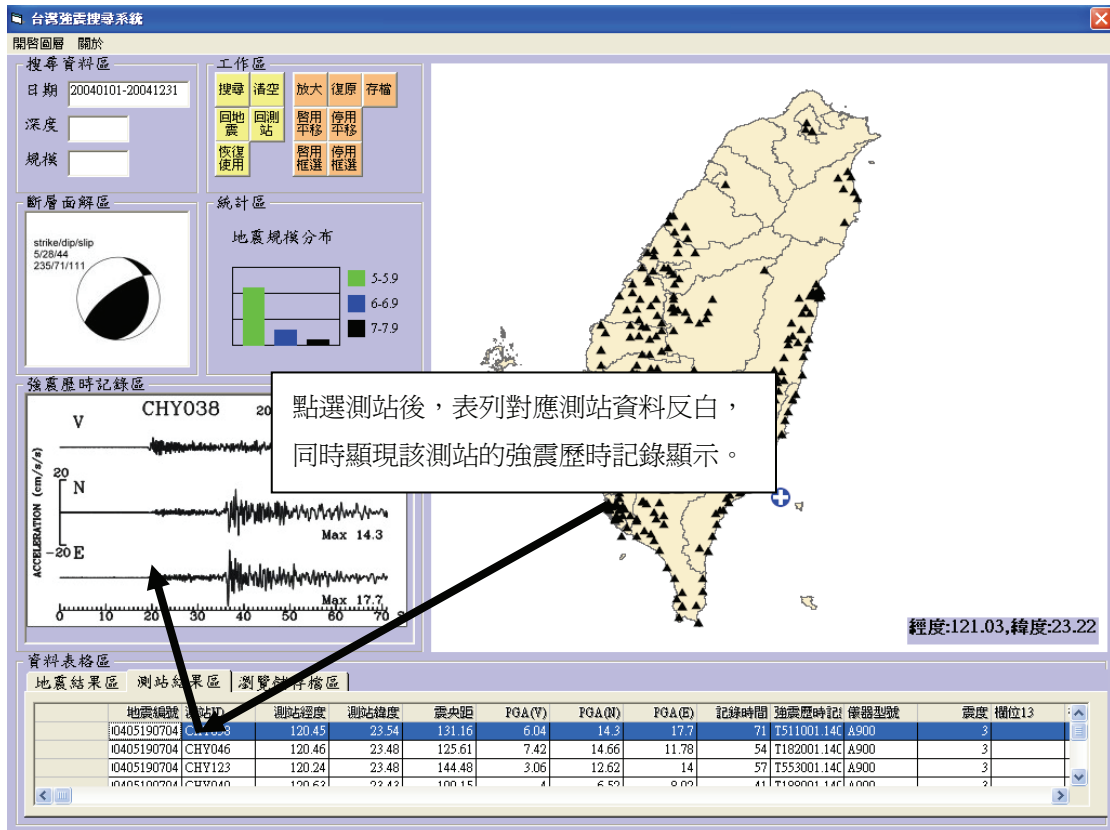 台灣強震搜尋系統
開啓圖層 關於
搜尋資料區
日期 20040101-20041231
深度
規模
工作區
搜尋 清空 放大 復原 存檔
回地震 回測站 啓用平移 停用平移
恢復使用 啓用框選 停用框選
斷層面解區
strike/dip/slip
5/28/44
235/71/111
統計區
地震規模分布
5-5.9
6-6.9
7-7.9
強震歷時記錄區
CHY038 20
V
ACCELERATION (cm/s/s)
20
N
Max 14.3
-20
E
Max 17.7
0 10 20 30 40 50 60 70 S
點選測站後，表列對應測站資料反白，
同時顯現該測站的強震歷時記錄顯示。
經度:121.03,緯度:23.22
資料表格區
地震結果區 測站結果區 瀏覽儲存檔區
地震編號 測站ID 測站經度 測站緯度 震央距 PGA(V) PGA(N) PGA(E) 記錄時間 強震歷時記 儀器型號 震度 欄位13
0405190704 CHY038 120.45 23.54 131.16 6.04 14.3 17.7 71 T511001.140 A900 3
0405190704 CHY046 120.46 23.48 125.61 7.42 14.66 11.78 54 T182001.140 A900 3
0405190704 CHY123 120.24 23.48 144.48 3.06 12.62 14 57 T553001.140 A900 3